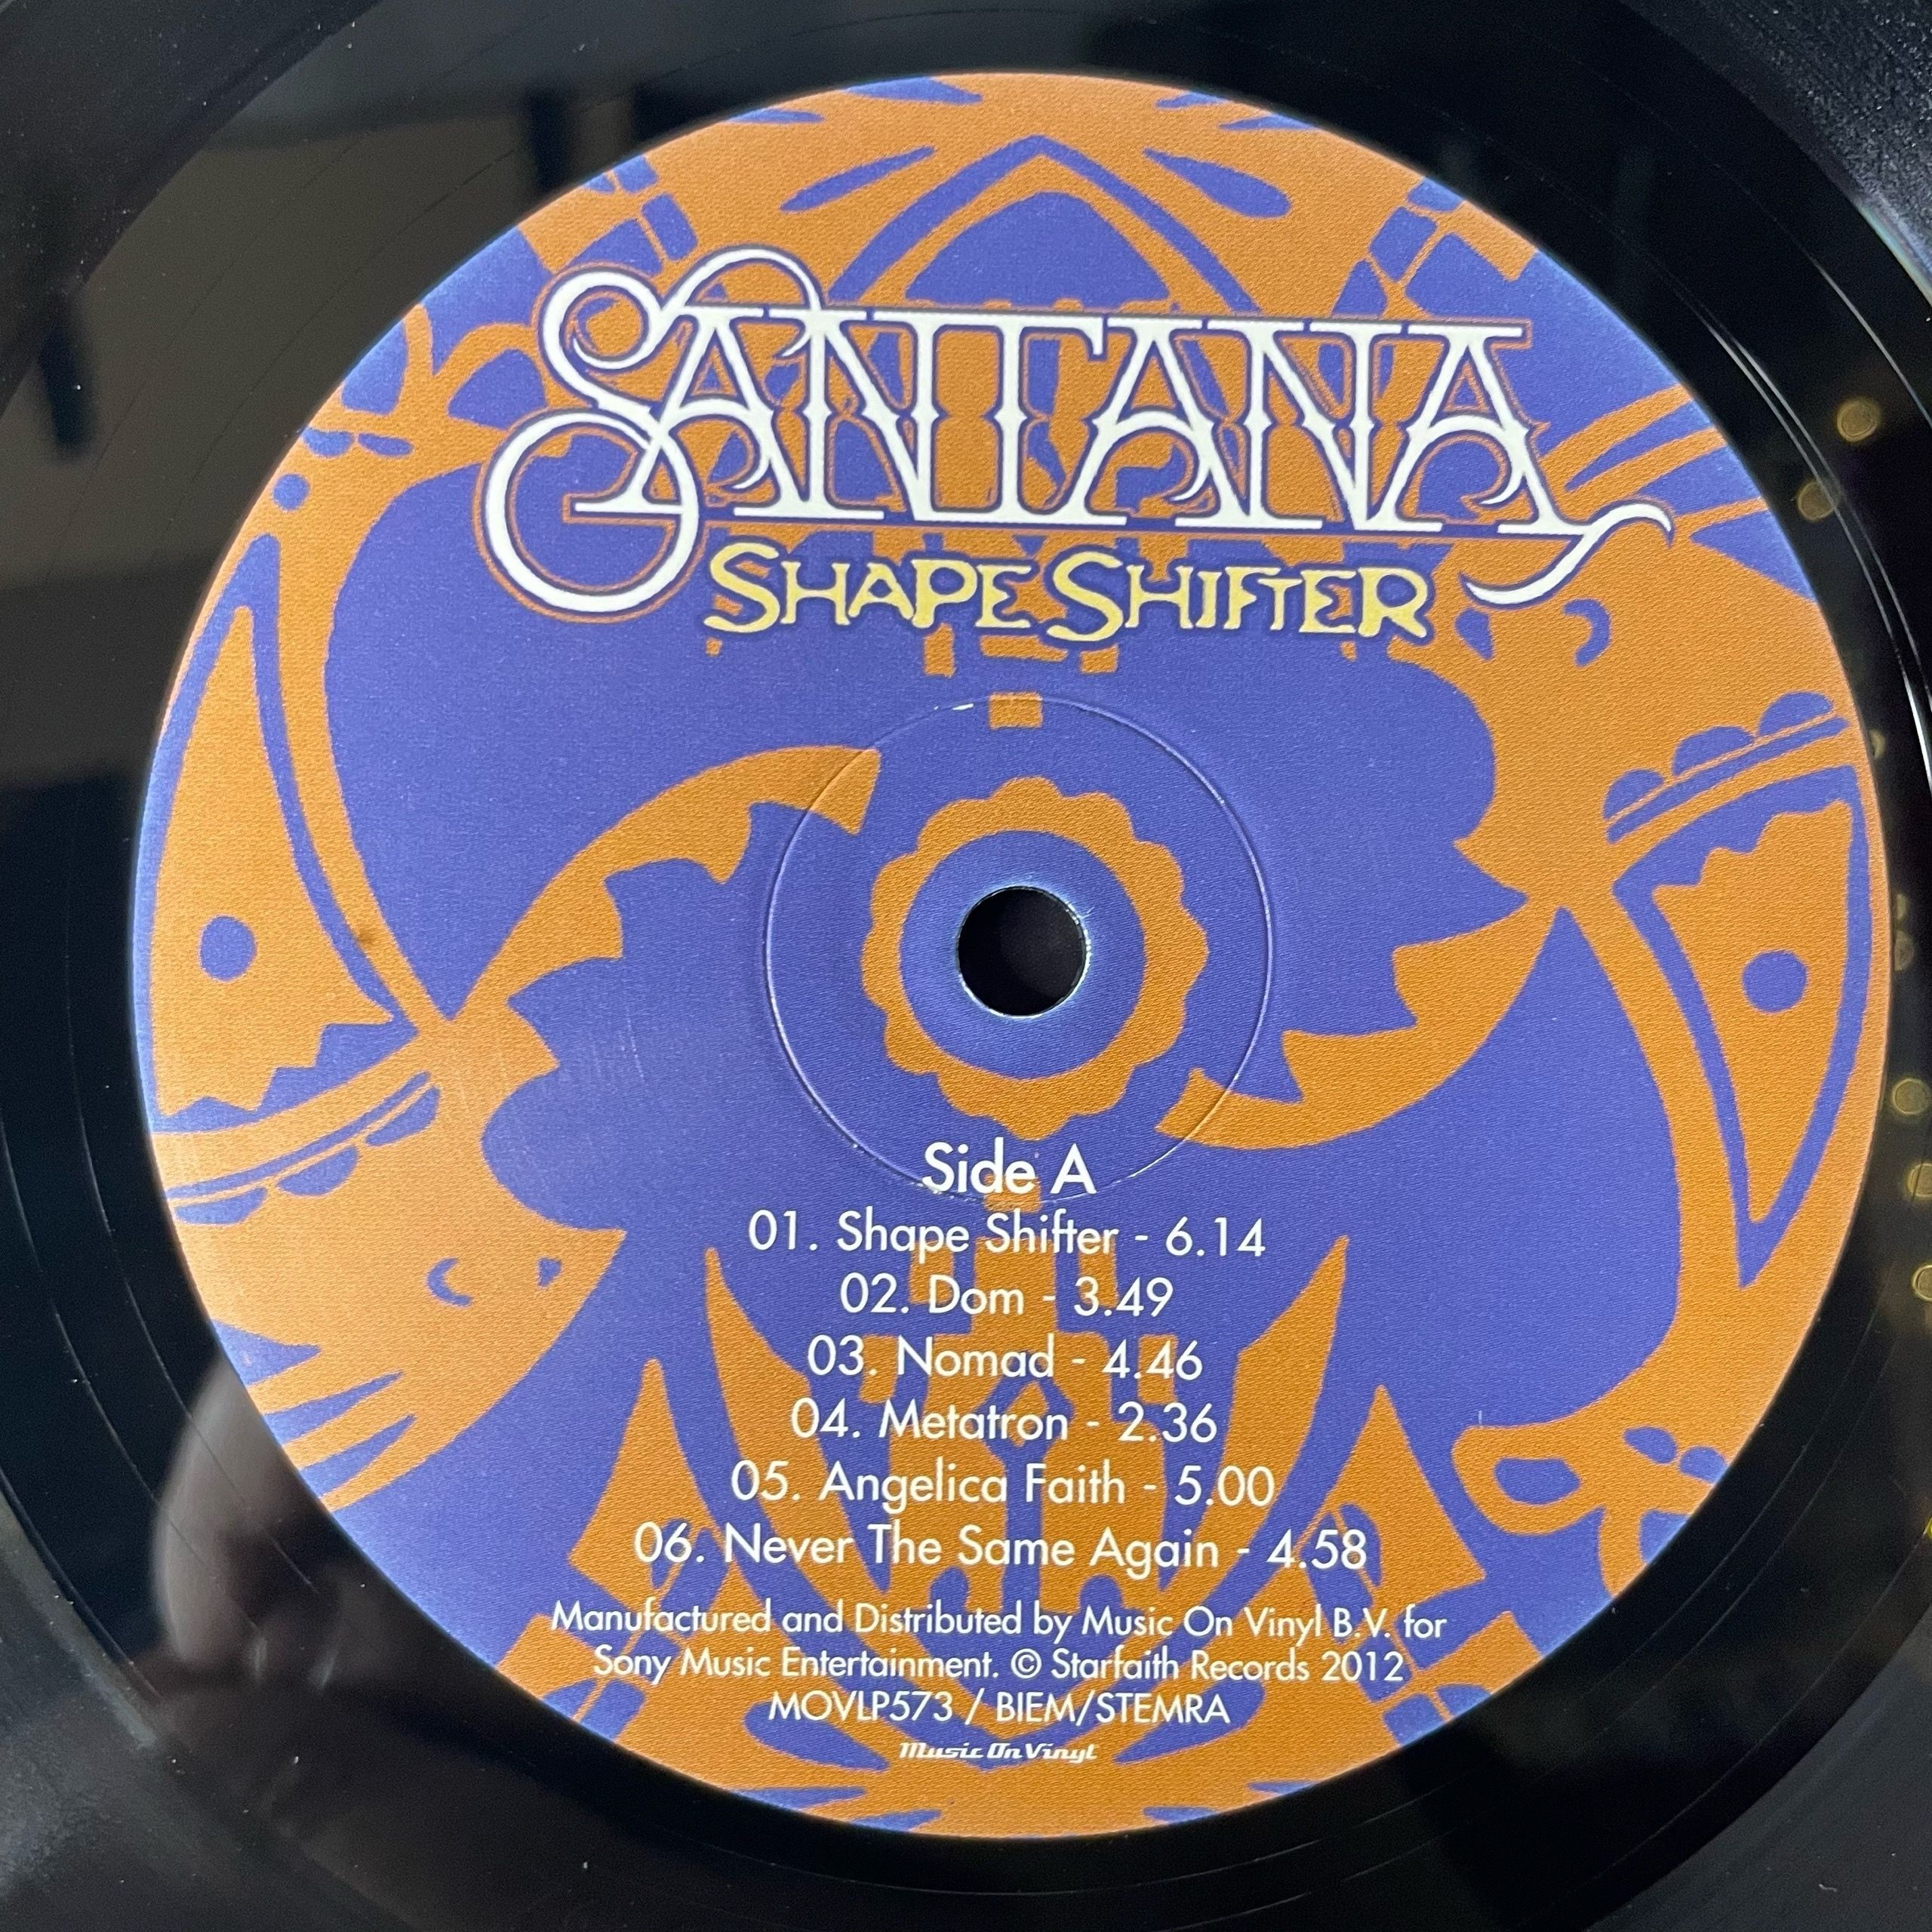 SANTANA
SHAPE SHIFTER
Side A
01. Shape Shifter - 6.14
02. Dom - 3.49
03. Nomad - 4.46
04. Metatron - 2.36
05. Angelica Faith - 5.00
06. Never The Same Again - 4.58
Manufactured and Distributed by Music On Vinyl B.V. for
Sony Music Entertainment. © Starfaith Records 2012
MOVLP573 / BIEM/STEMRA
Music On Vinyl